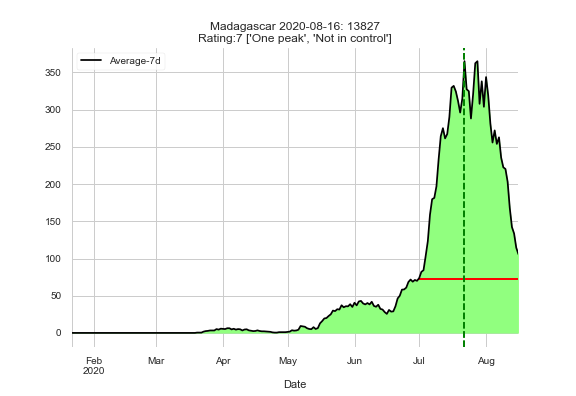 Madagascar 2020-08-16: 13827
Rating:7 ['One peak', 'Not in control']
Average-7d
350
300
250
200
150
100
50
0
Feb
2020
Mar
Apr
May
Jun
Jul
Aug
Date